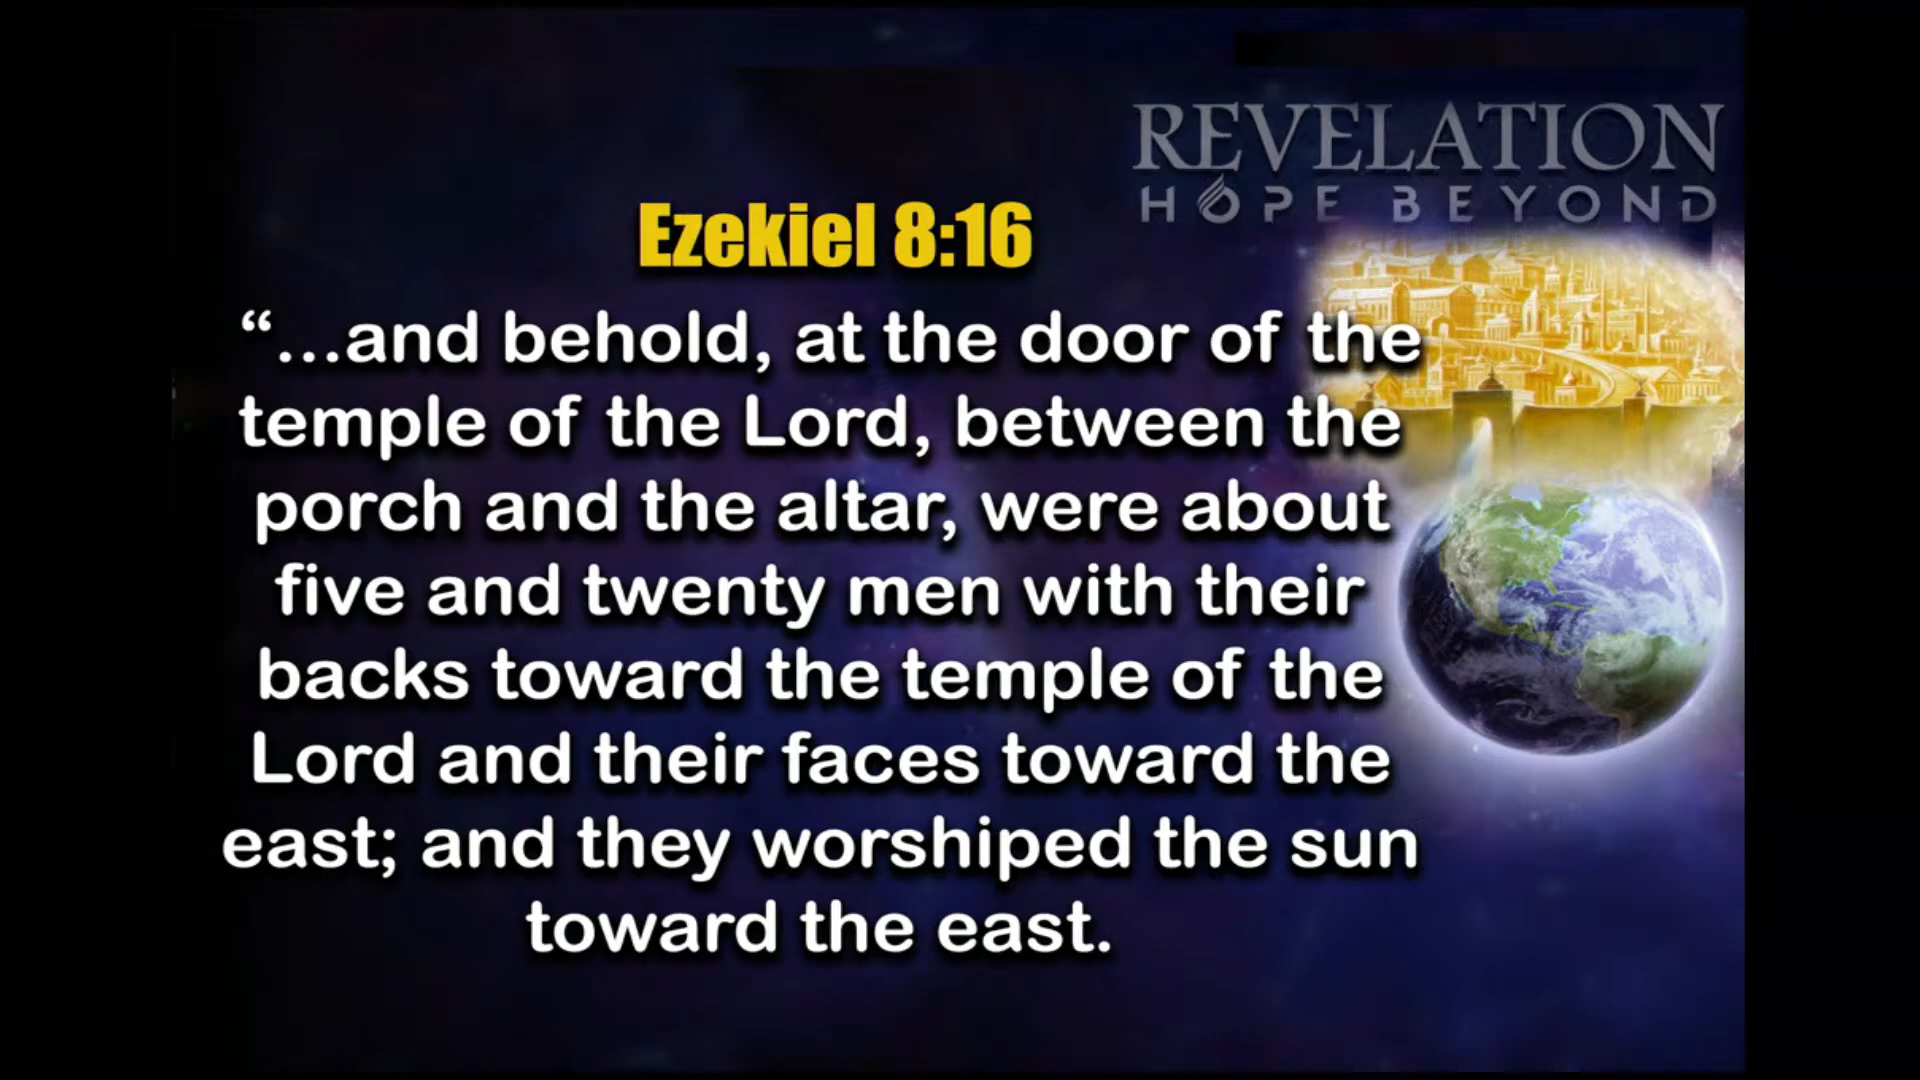 REVELATION
HOPE BEYOND
Ezekiel 8:16
“...and behold, at the door of the
temple of the Lord, between the
porch and the altar, were about
five and twenty men with their
backs toward the temple of the
Lord and their faces toward the
east; and they worshiped the sun
toward the east.